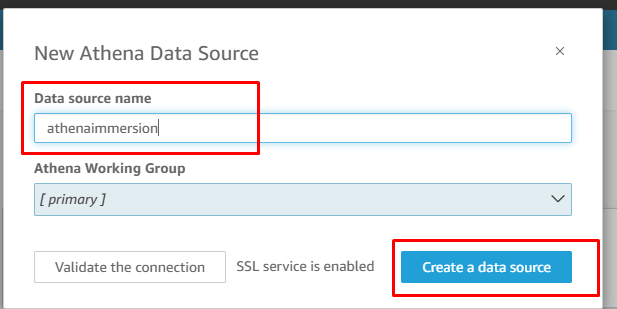 New Athena Data Source
Data source name
athenaimmersion
Athena Working Group
[ primary ]
Validate the connection SSL service is enabled Create a data source